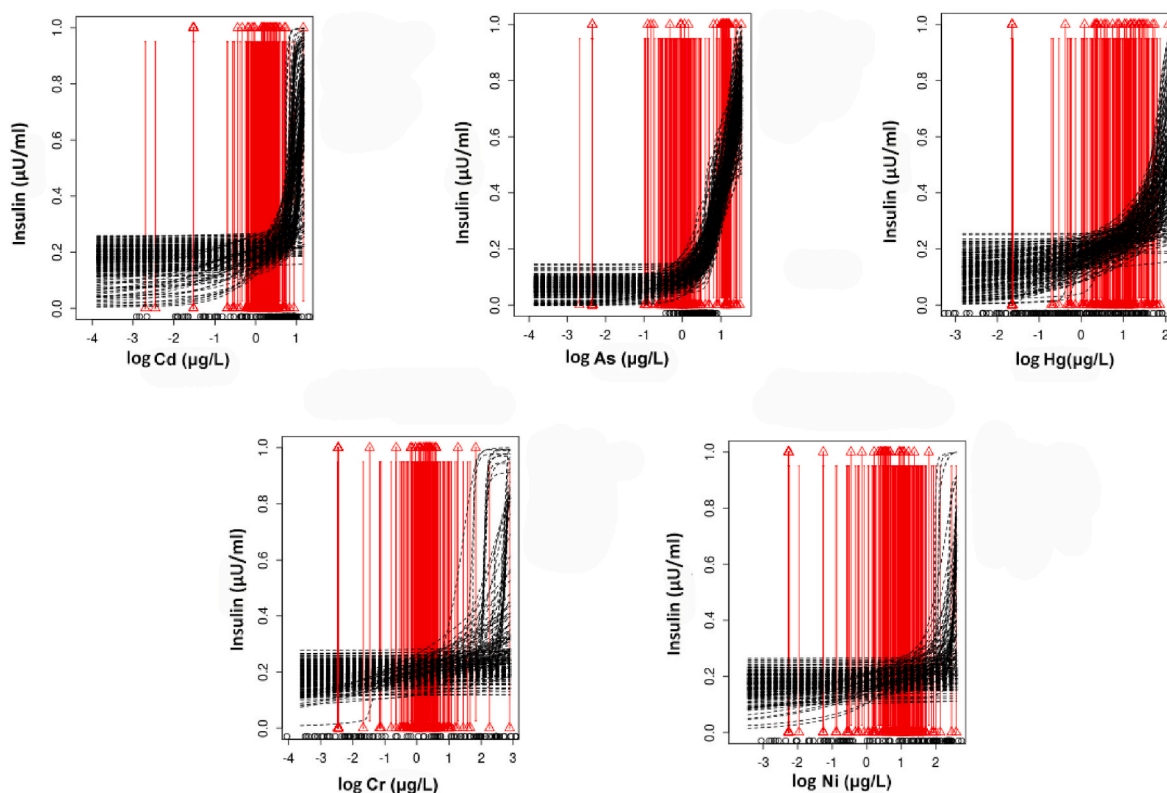 1.0
0.8
0.6
0.4
0.2
0.0
Insulin (µU/ml)
-4 -3 -2 -1 0 1
log Cd (µg/L)
1.0
0.8
0.6
0.4
0.2
0.0
Insulin (µU/ml)
-4 -3 -2 -1 0 1
log As (µg/L)
1.0
0.8
0.6
0.4
0.2
0.0
Insulin (µU/ml)
-3 -2 -1 0 1 2
log Hg(µg/L)
1.0
0.8
0.6
0.4
0.2
0.0
Insulin (µU/ml)
-4 -3 -2 -1 0 1 2 3
log Cr (µg/L)
1.0
0.8
0.6
0.4
0.2
0.0
Insulin (µU/ml)
-3 -2 -1 0 1 2
log Ni (µg/L)